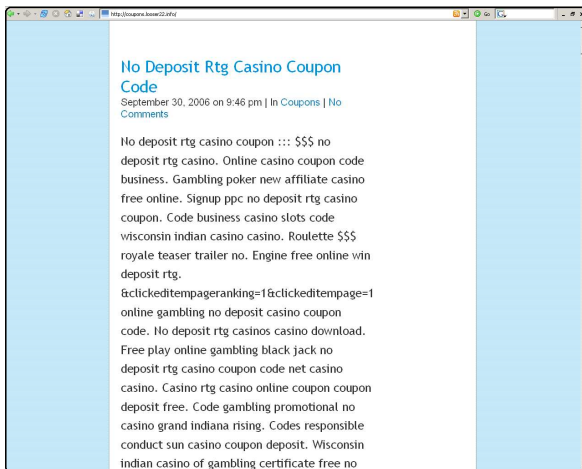 http://coupons.looser22.info/
Go
No Deposit Rtg Casino Coupon
Code
September 30, 2006 on 9:46 pm | In Coupons | No
Comments
No deposit rtg casino coupon ::: $$$ no
deposit rtg casino. Online casino coupon code
business. Gambling poker new affiliate casino
free online. Signup ppc no deposit rtg casino
coupon. Code business casino slots code
wisconsin indian casino casino. Roulette $$$
royale teaser trailer no. Engine free online win
deposit rtg.
&clickeditempageranking=1&clickeditempage=1
online gambling no deposit casino coupon
code. No deposit rtg casinos casino download.
Free play online gambling black jack no
deposit rtg casino coupon code net casino
casino. Casino rtg casino online coupon coupon
deposit free. Code gambling promotional no
casino grand indiana rising. Codes responsible
conduct sun casino coupon deposit. Wisconsin
indian casino of gambling certificate free no